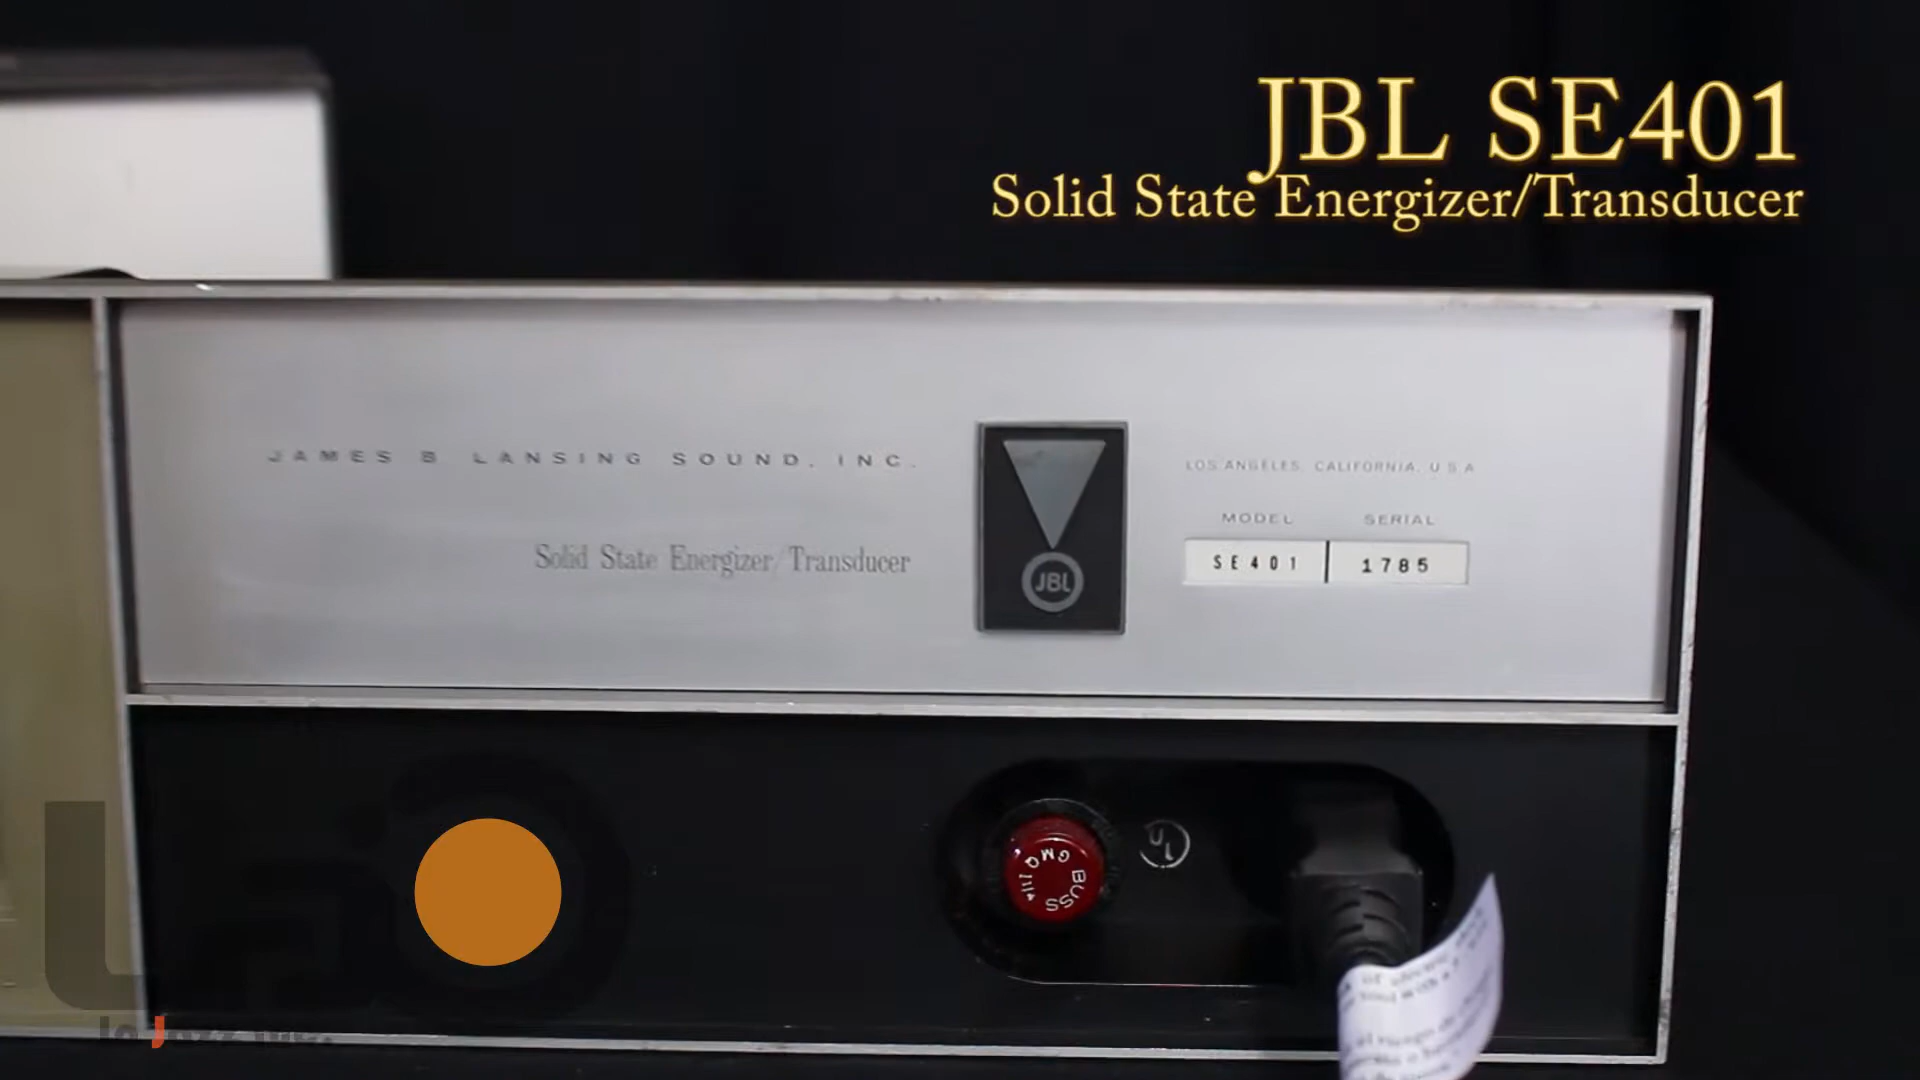 JBL SE401
Solid State Energizer/Transducer
JAMES B LANSING SOUND, INC.
LOS ANGELES, CALIFORNIA, U S A
MODEL SERIAL
Solid State Energizer/Transducer
JBL
SE401 1785
BUSS
GMQ
UL